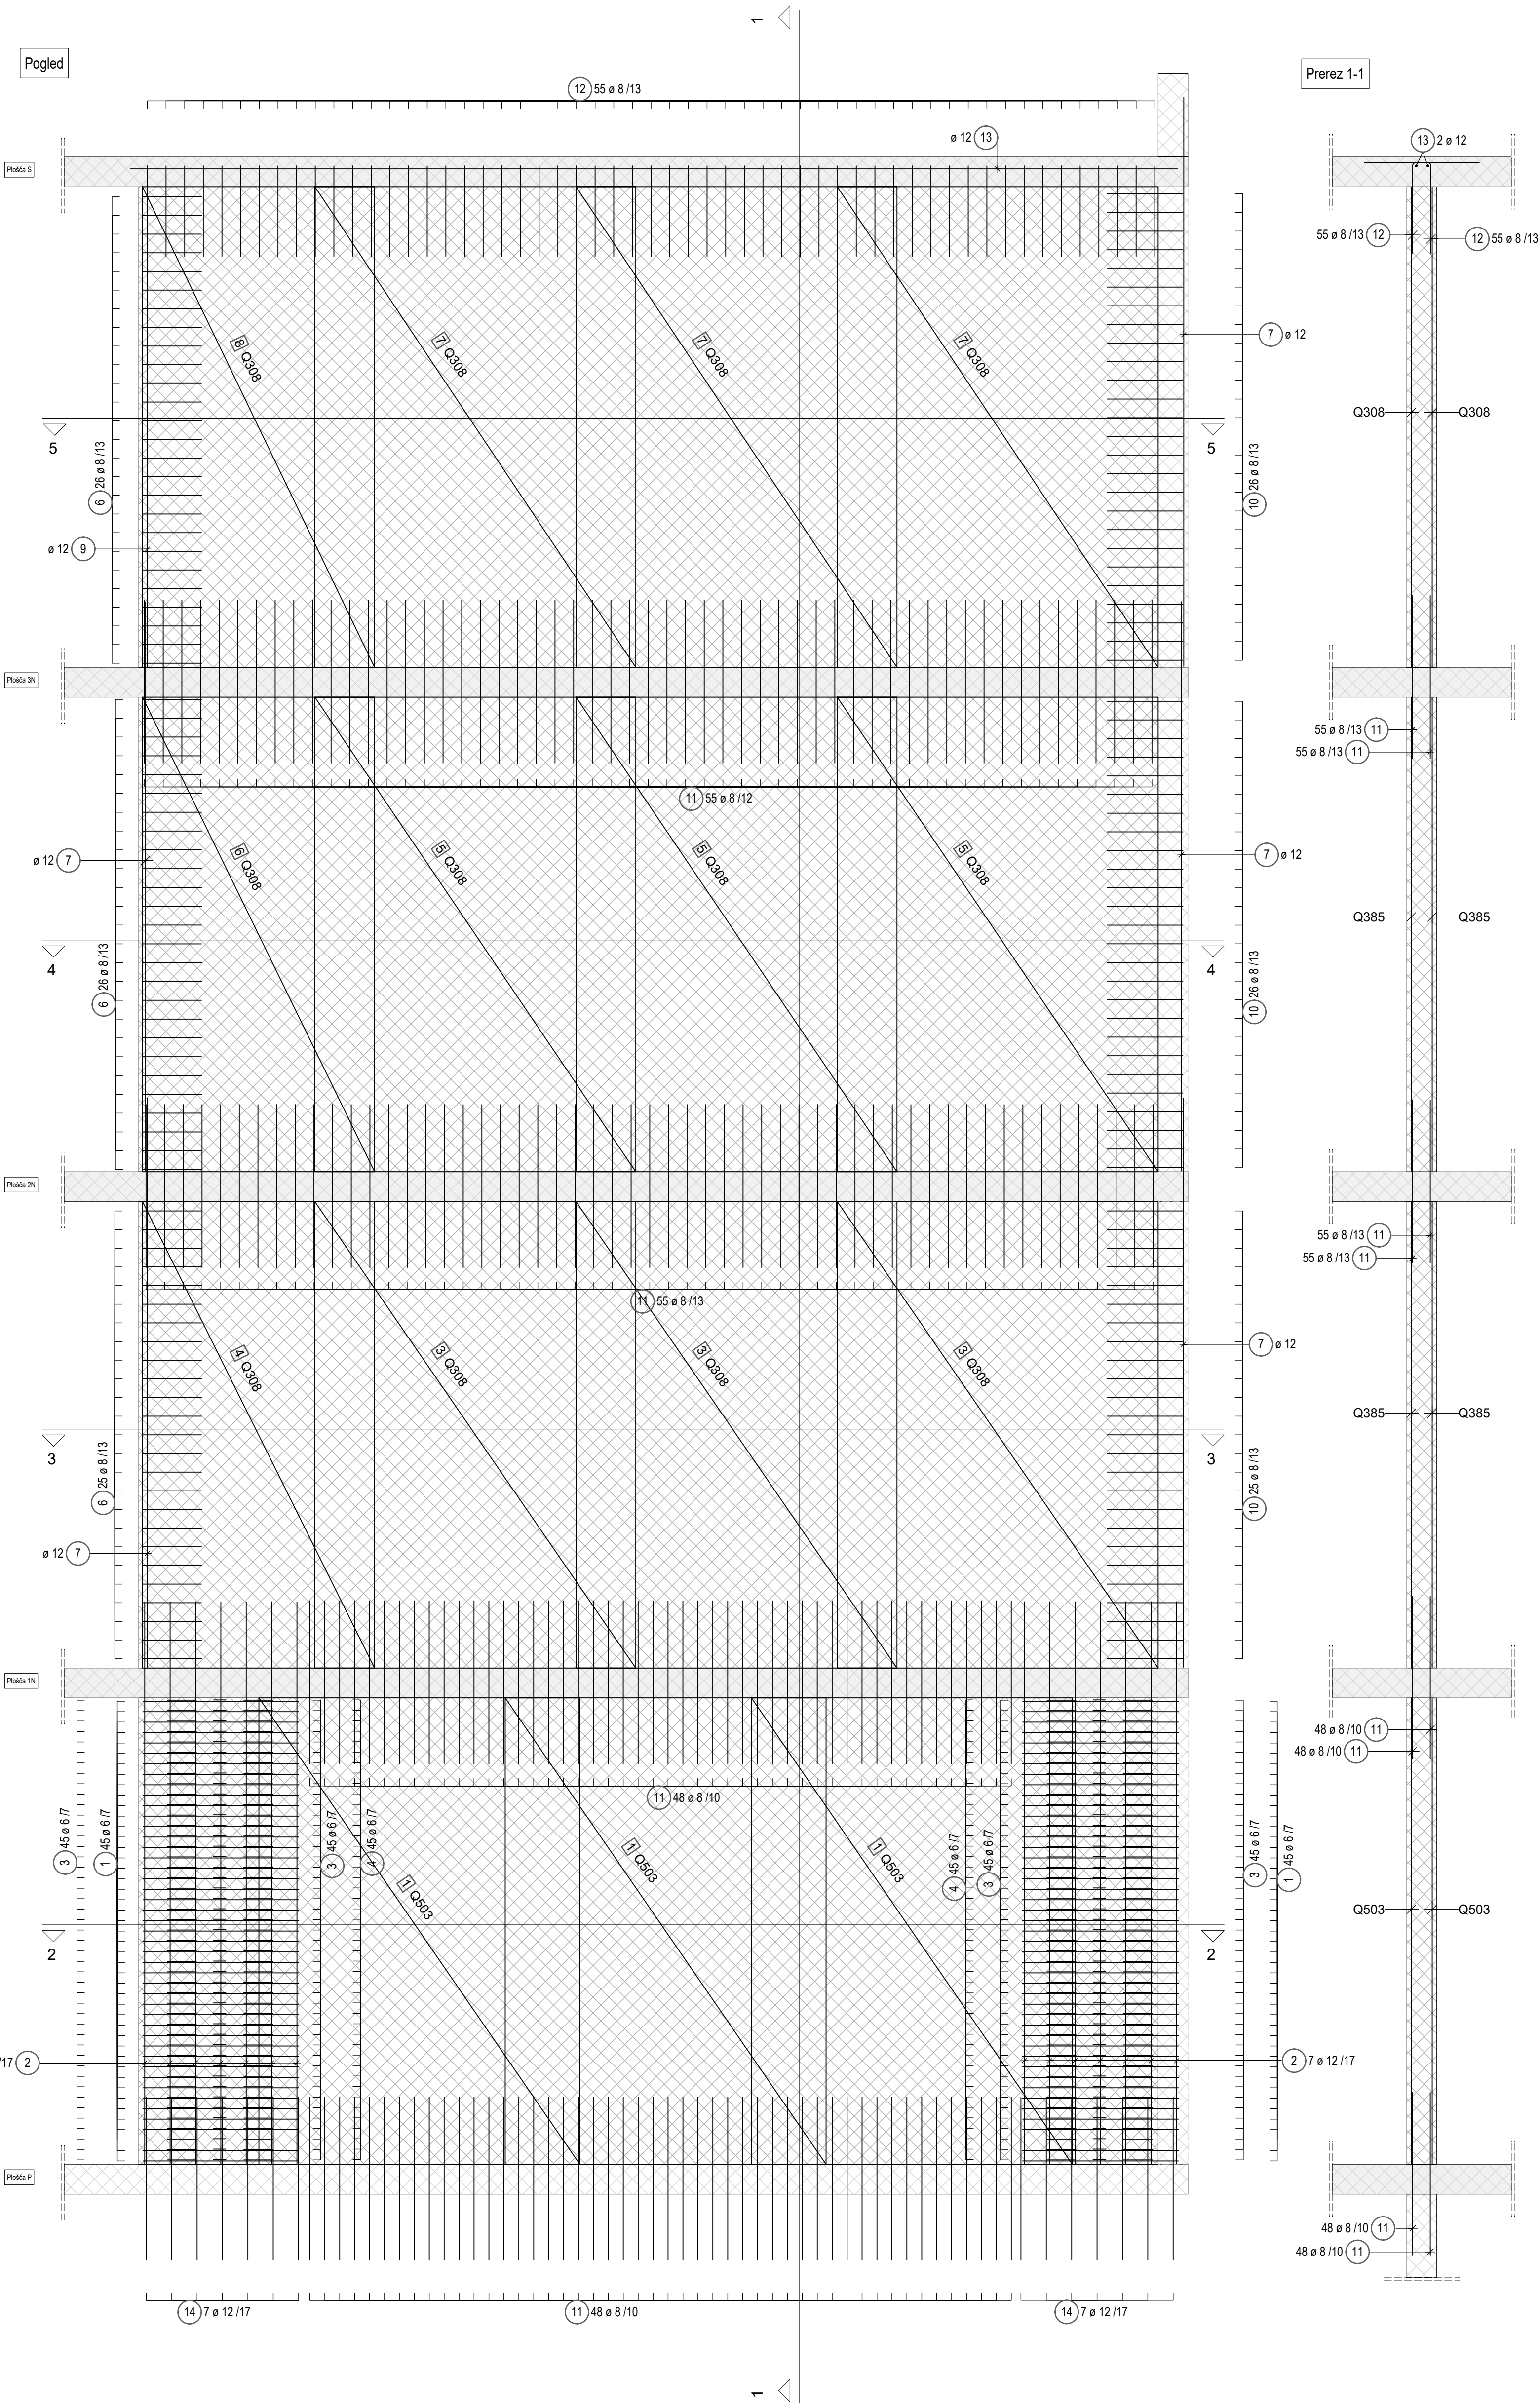 1
Pogled
Prerez 1-1
12 55 ø 8 /13
ø 12 13
13 2 ø 12
Plošča S
55 ø 8 /13 12
12 55 ø 8 /13
7 ø 12
8 Q308
7 Q308
7 Q308
7 Q308
Q308
Q308
5
5
6 26 ø 8 /13
10 26 ø 8 /13
ø 12 9
Plošča 3N
55 ø 8 /13 11
55 ø 8 /13 11
11 55 ø 8 /12
ø 12 7
7 ø 12
6 Q308
5 Q308
5 Q308
5 Q308
Q385
Q385
4
4
6 26 ø 8 /13
10 26 ø 8 /13
Plošča 2N
55 ø 8 /13 11
55 ø 8 /13 11
11 55 ø 8 /13
7 ø 12
4 Q308
3 Q308
3 Q308
3 Q308
Q385
Q385
3
3
6 25 ø 8 /13
10 25 ø 8 /13
ø 12 7
Plošča 1N
48 ø 8 /10 11
48 ø 8 /10 11
11 48 ø 8 /10
3 45 ø 6 /7
1 45 ø 6 /7
3 45 ø 6 /7
4 45 ø 6 /7
4 45 ø 6 /7
3 45 ø 6 /7
3 45 ø 6 /7
1 45 ø 6 /7
1 Q503
1 Q503
1 Q503
Q503
Q503
2
2
/17 2
2 7 ø 12 /17
Plošča P
48 ø 8 /10 11
48 ø 8 /10 11
14 7 ø 12 /17
11 48 ø 8 /10
14 7 ø 12 /17
1